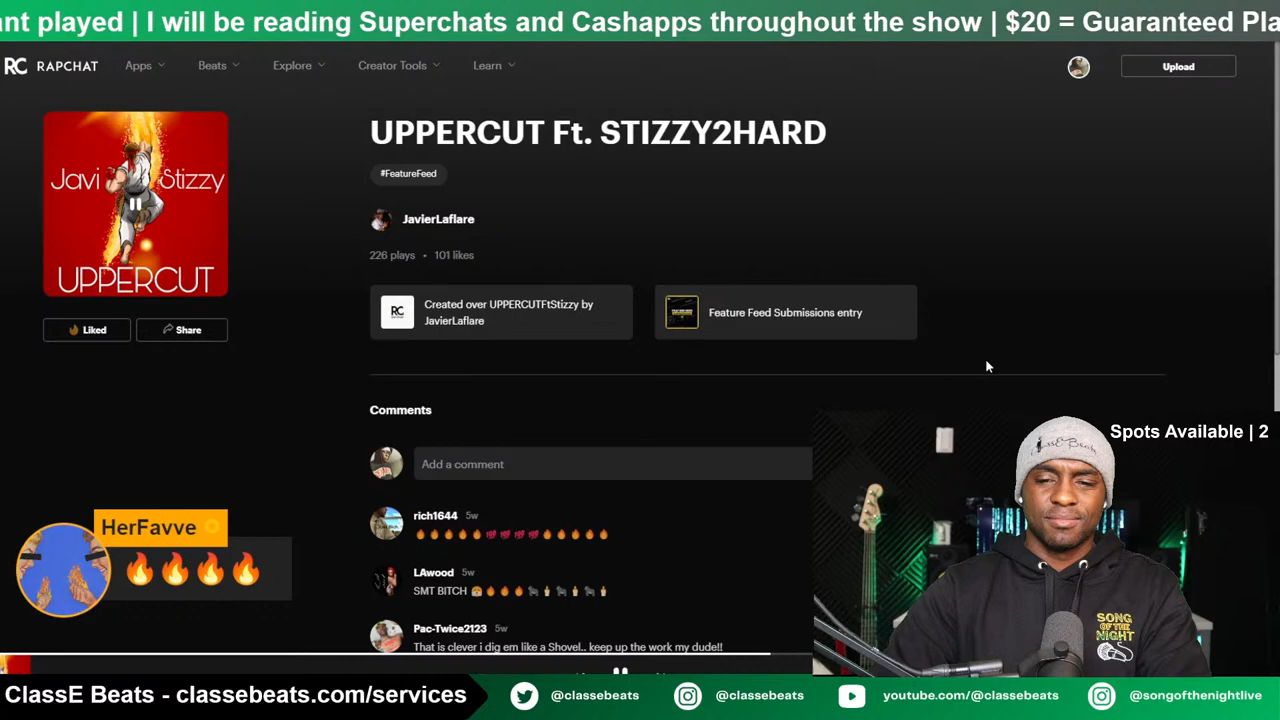 nt played | I will be reading Superchats and Cashapps throughout the show | $20 = Guaranteed Pla
RC RAPCHAT Apps Beats Explore Creator Tools Learn Upload
Javi Stizzy
UPPERCUT
Liked Share
UPPERCUT Ft. STIZZY2HARD
#FeatureFeed
JavierLaflare
226 plays • 101 likes
RC
Created over UPPERCUTFtStizzy by
JavierLaflare
Feature Feed Submissions entry
Comments
Add a comment
rich1644 5w
LAwood 5w
SMT BITCH
Pac-Twice2123 5w
That is clever i dig em like a Shovel.. keep up the work my dude!!
HerFavve
Spots Available | 2
SONG
OF THE
NIGHT
ClassE Beats - classebeats.com/services @classebeats @classebeats youtube.com/@classebeats @songofthenightlive